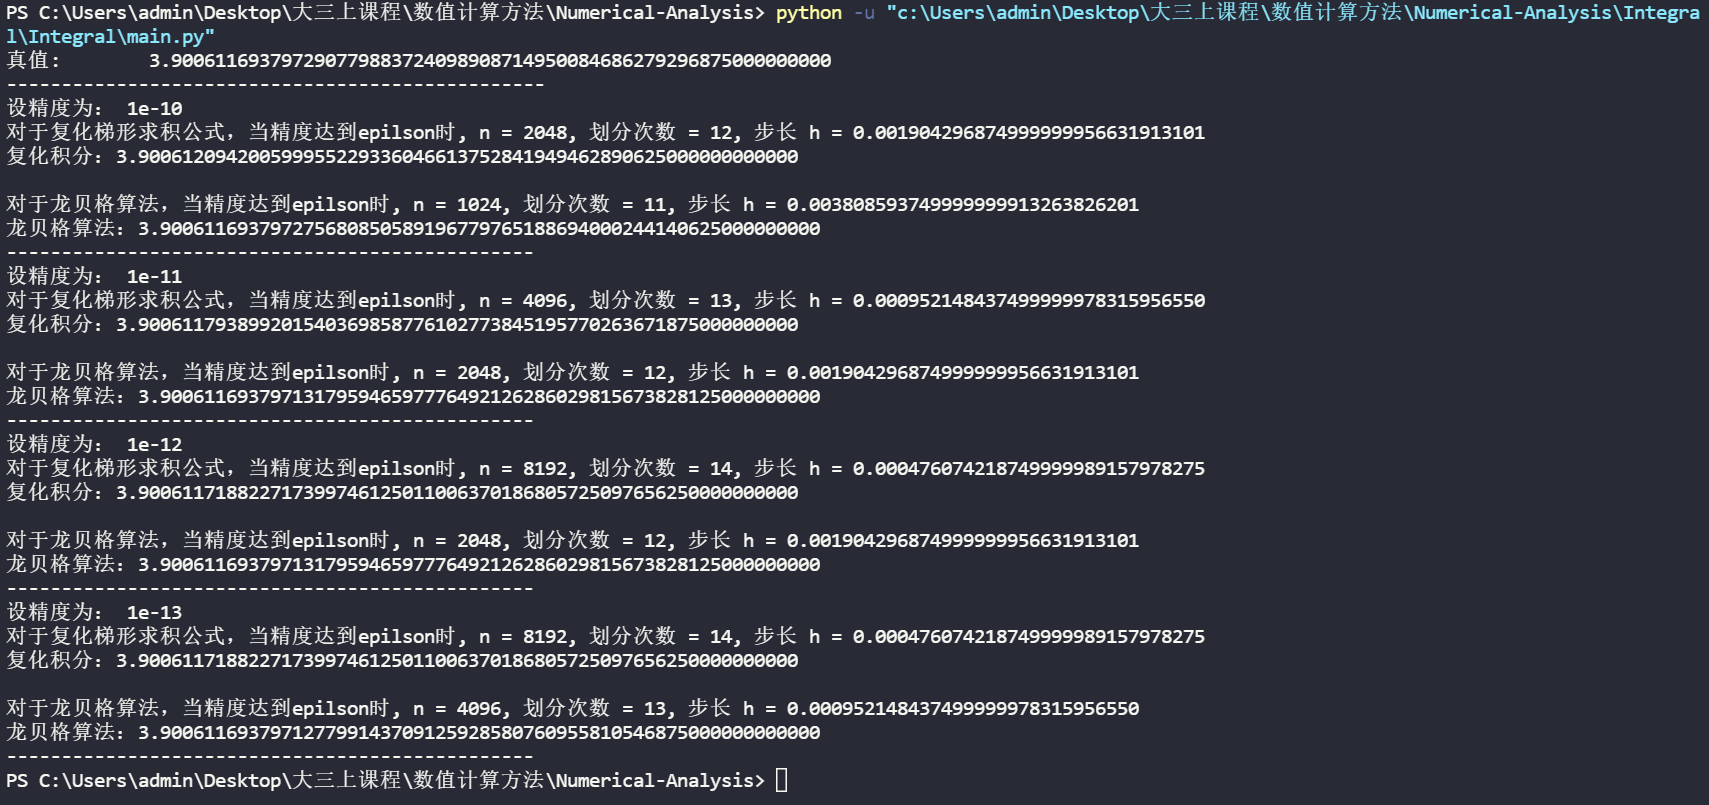 PS C:\Users\admin\Desktop\大三上课程\数值计算方法\Numerical-Analysis> python -u "c:\Users\admin\Desktop\大三上课程\数值计算方法\Numerical-Analysis\Integra
l\Integral\main.py"
真值:        3.90061169379729077988372409890871495008468627929687500000000
-------------------------------------------------
设精度为: 1e-10
对于复化梯形求积公式, 当精度达到epilson时, n = 2048, 划分次数 = 12, 步长 h = 0.00190429687499999995663191310​1
复化积分: 3.90061209420059995522933604661375284194946289062500000000000
 
对于龙贝格算法, 当精度达到epilson时, n = 1024, 划分次数 = 11, 步长 h = 0.003808593749999999913263826201
龙贝格算法: 3.90061169379727568085058919677976518869400024414062500000000
------------------------------------------------
设精度为: 1e-11
对于复化梯形求积公式, 当精度达到epilson时, n = 4096, 划分次数 = 13, 步长 h = 0.000952148437499999978315956550
复化积分: 3.90061179389920154036985877610277384519577026367187500000000
 
对于龙贝格算法, 当精度达到epilson时, n = 2048, 划分次数 = 12, 步长 h = 0.001904296874999999956631913101
龙贝格算法: 3.90061169379713179594659777649212628602981567382812500000000
------------------------------------------------
设精度为: 1e-12
对于复化梯形求积公式, 当精度达到epilson时, n = 8192, 划分次数 = 14, 步长 h = 0.000476074218749999989157978275
复化积分: 3.90061171882271739974612501100637018680572509765625000000000
 
对于龙贝格算法, 当精度达到epilson时, n = 2048, 划分次数 = 12, 步长 h = 0.001904296874999999956631913101
龙贝格算法: 3.90061169379713179594659777649212628602981567382812500000000
------------------------------------------------
设精度为: 1e-13
对于复化梯形求积公式, 当精度达到epilson时, n = 8192, 划分次数 = 14, 步长 h = 0.000476074218749999989157978275
复化积分: 3.90061171882271739974612501100637018680572509765625000000000
 
对于龙贝格算法, 当精度达到epilson时, n = 4096, 划分次数 = 13, 步长 h = 0.000952148437499999978315956550
龙贝格算法: 3.90061169379712779914370912592858076095581054687500000000000
------------------------------------------------
PS C:\Users\admin\Desktop\大三上课程\数值计算方法\Numerical-Analysis>